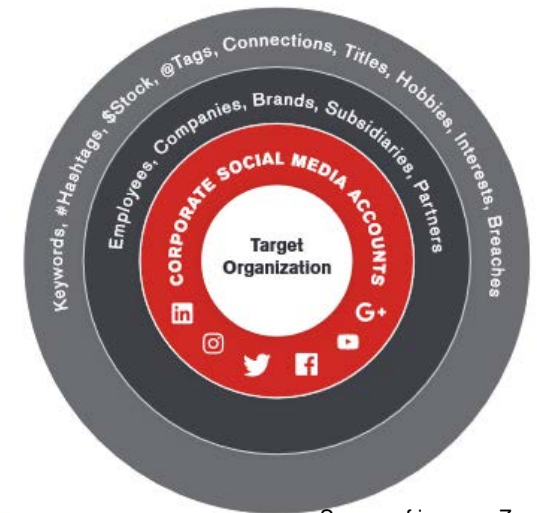 Keywords, #Hashtags, $Stock, @Tags, Connections, Titles, Hobbies, Interests, Breaches
Employees, Companies, Brands, Subsidiaries, Partners
CORPORATE SOCIAL MEDIA ACCOUNTS
Target
Organization
in
G+